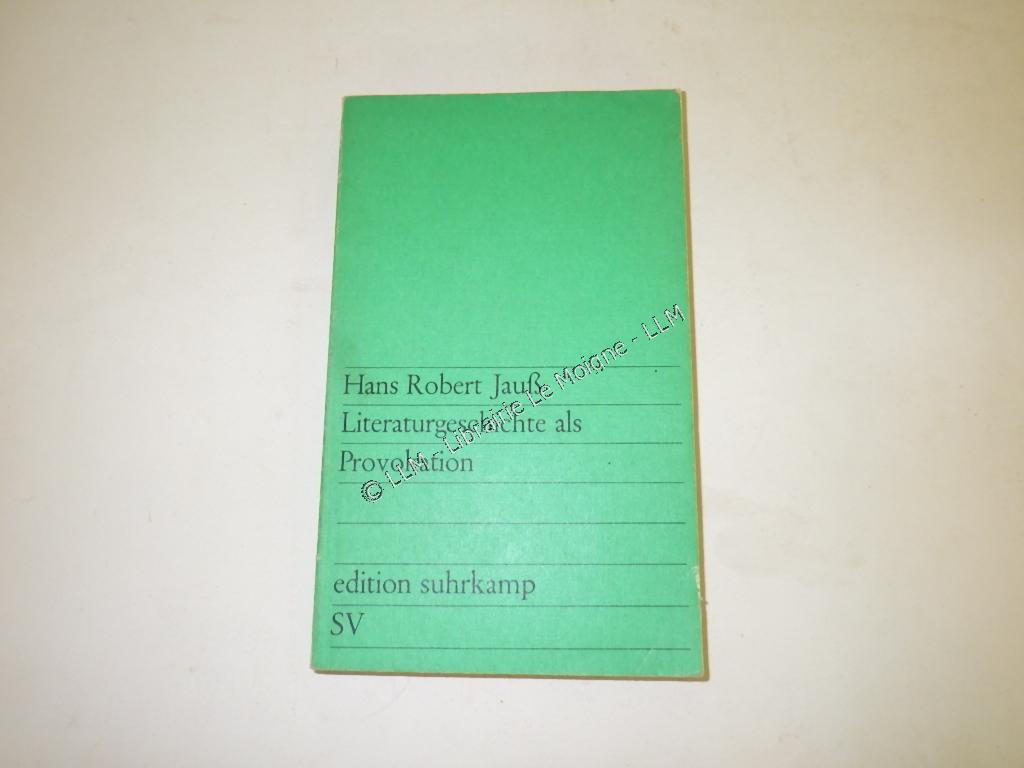 Hans Robert Jauß
Literaturgeschichte als
Provokation
edition suhrkamp
SV
© LLM - Librairie Le Moigne - LLM